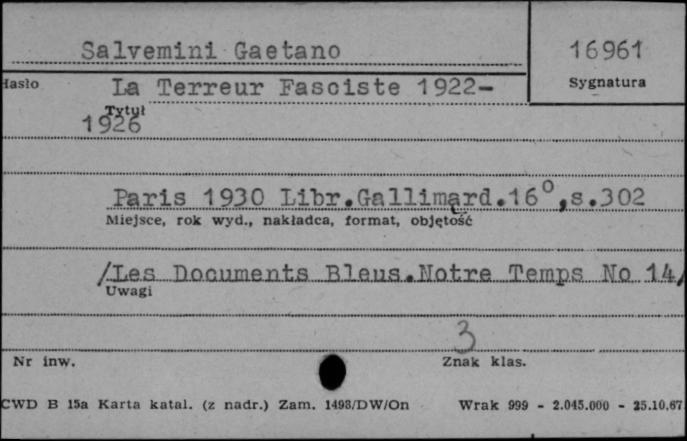 Salvemini Gaetano
16961
Hasło
Sygnatura
La Terreur Fasciste 1922-
Tytuł
1926
Paris 1930 Libr.Gallimard.16°,s.302
Miejsce, rok wyd., nakładca, format, objętość
/Les Documents Bleus.Notre Temps No 14/
Uwagi
3
Nr inw.
Znak klas.
CWD B 15a Karta katal. (z nadr.) Zam. 1498/DW/On Wrak 999 - 2.045.000 - 25.10.67